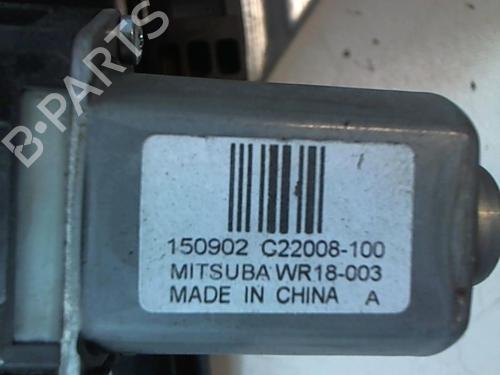 B-PARTS
150902 C22008-100
MITSUBA WR18-003
MADE IN CHINA A